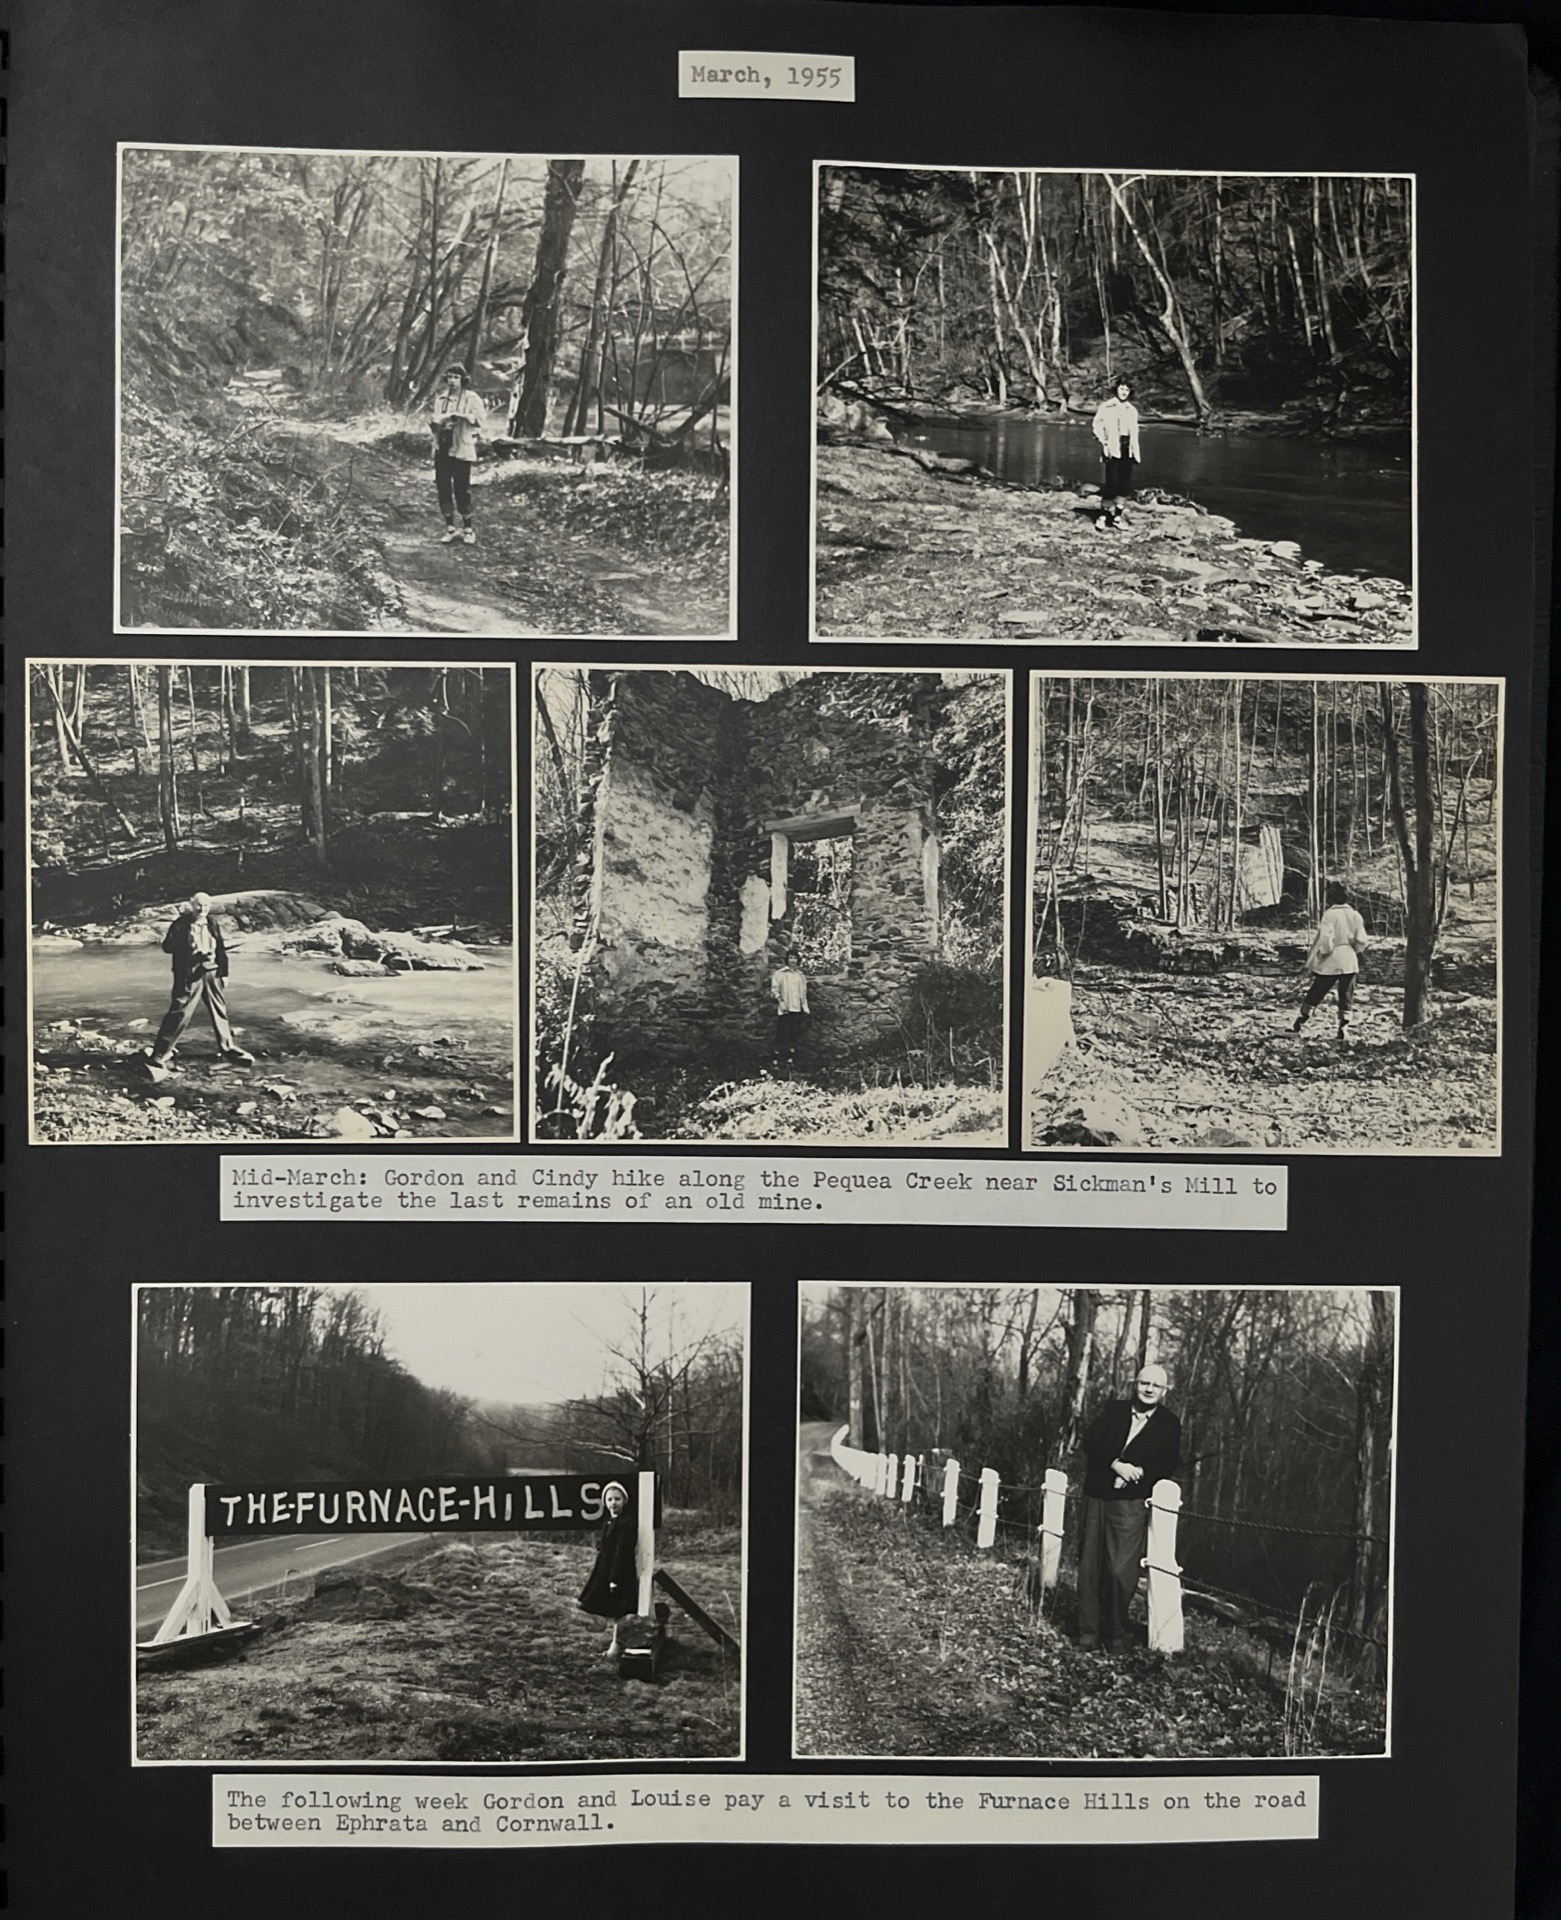 March, 1955
Mid-March: Gordon and Cindy hike along the Pequea Creek near Sickman's Mill to
investigate the last remains of an old mine.
THE-FURNACE-HiLLS
The following week Gordon and Louise pay a visit to the Furnace Hills on the road
between Ephrata and Cornwall.